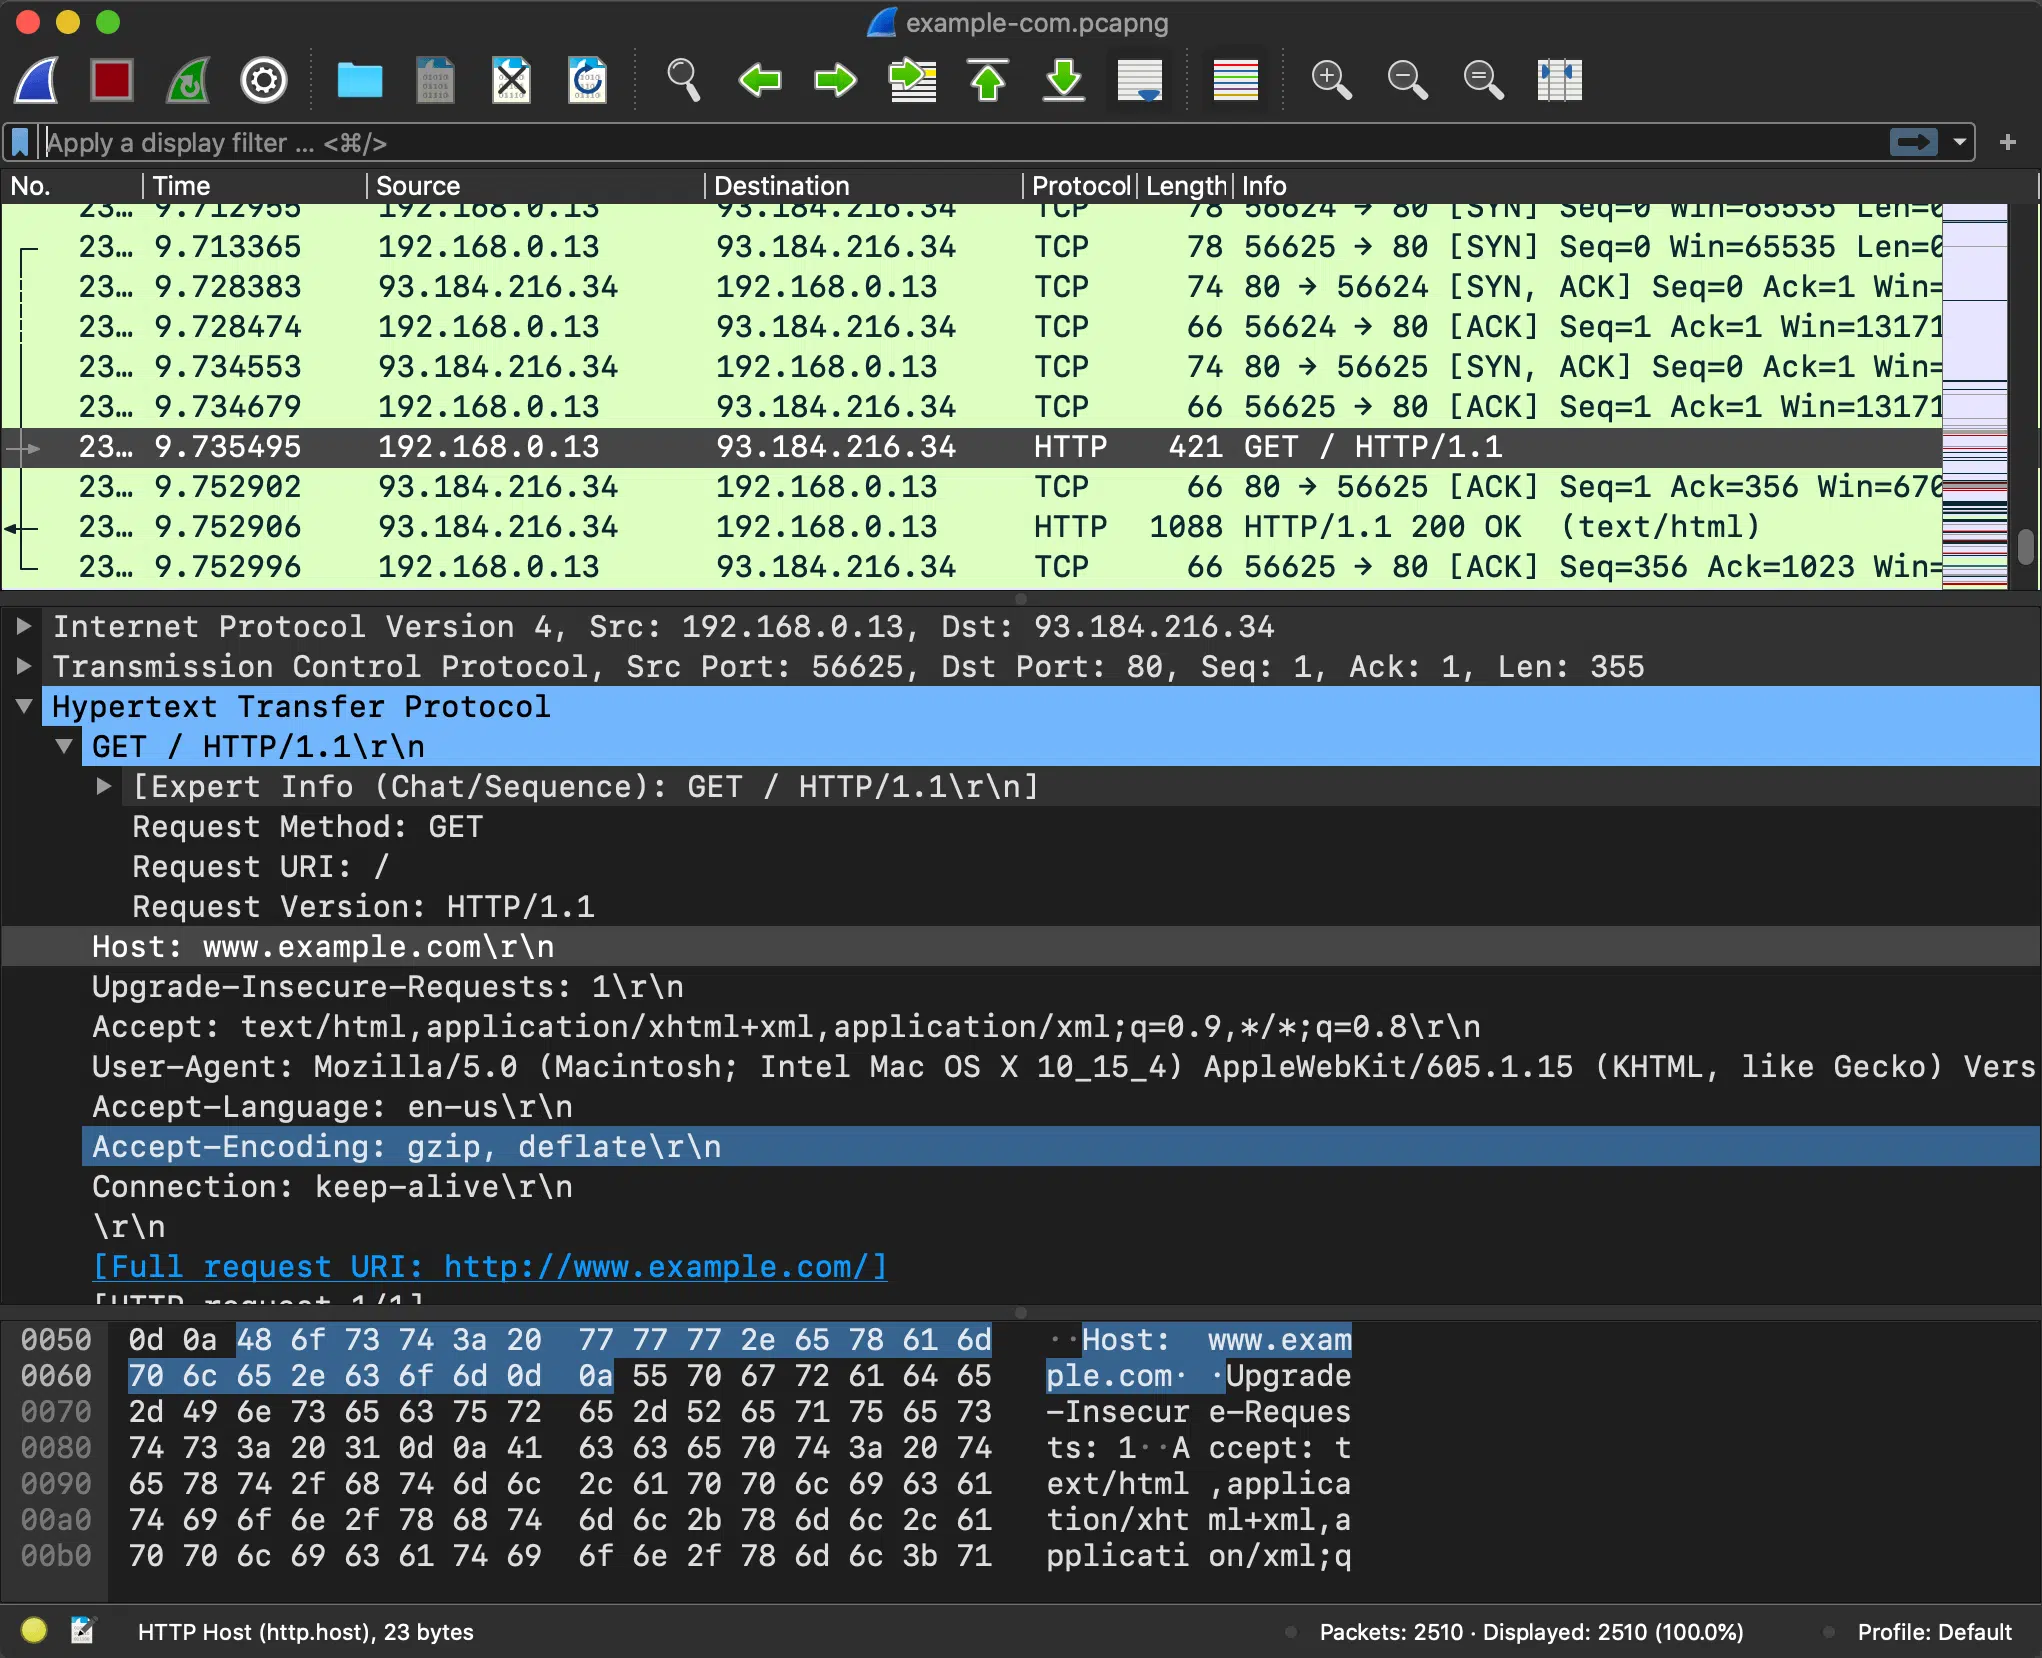 example-com.pcapng
Apply a display filter ... <⌘/>
No. Time Source Destination Protocol Length Info
23… 9.712955 192.168.0.13 93.184.216.34 TCP 78 56624 → 80 [SYN] Seq=0 Win=65535 Len=0
23… 9.713365 192.168.0.13 93.184.216.34 TCP 78 56625 → 80 [SYN] Seq=0 Win=65535 Len=0
23… 9.728383 93.184.216.34 192.168.0.13 TCP 74 80 → 56624 [SYN, ACK] Seq=0 Ack=1 Win=
23… 9.728474 192.168.0.13 93.184.216.34 TCP 66 56624 → 80 [ACK] Seq=1 Ack=1 Win=13171
23… 9.734553 93.184.216.34 192.168.0.13 TCP 74 80 → 56625 [SYN, ACK] Seq=0 Ack=1 Win=
23… 9.734679 192.168.0.13 93.184.216.34 TCP 66 56625 → 80 [ACK] Seq=1 Ack=1 Win=13171
23… 9.735495 192.168.0.13 93.184.216.34 HTTP 421 GET / HTTP/1.1
23… 9.752902 93.184.216.34 192.168.0.13 TCP 66 80 → 56625 [ACK] Seq=1 Ack=356 Win=670
23… 9.752906 93.184.216.34 192.168.0.13 HTTP 1088 HTTP/1.1 200 OK (text/html)
23… 9.752996 192.168.0.13 93.184.216.34 TCP 66 56625 → 80 [ACK] Seq=356 Ack=1023 Win=
Internet Protocol Version 4, Src: 192.168.0.13, Dst: 93.184.216.34
Transmission Control Protocol, Src Port: 56625, Dst Port: 80, Seq: 1, Ack: 1, Len: 355
Hypertext Transfer Protocol
GET / HTTP/1.1\r\n
[Expert Info (Chat/Sequence): GET / HTTP/1.1\r\n]
Request Method: GET
Request URI: /
Request Version: HTTP/1.1
Host: www.example.com\r\n
Upgrade-Insecure-Requests: 1\r\n
Accept: text/html,application/xhtml+xml,application/xml;q=0.9,*/*;q=0.8\r\n
User-Agent: Mozilla/5.0 (Macintosh; Intel Mac OS X 10_15_4) AppleWebKit/605.1.15 (KHTML, like Gecko) Vers
Accept-Language: en-us\r\n
Accept-Encoding: gzip, deflate\r\n
Connection: keep-alive\r\n
\r\n
[Full request URI: http://www.example.com/]
[HTTP request 1/1]
0050 0d 0a 48 6f 73 74 3a 20 77 77 77 2e 65 78 61 6d ··Host: www.exam
0060 70 6c 65 2e 63 6f 6d 0d 0a 55 70 67 72 61 64 65 ple.com· ·Upgrade
0070 2d 49 6e 73 65 63 75 72 65 2d 52 65 71 75 65 73 -Insecur e-Reques
0080 74 73 3a 20 31 0d 0a 41 63 63 65 70 74 3a 20 74 ts: 1··A ccept: t
0090 65 78 74 2f 68 74 6d 6c 2c 61 70 70 6c 69 63 61 ext/html ,applica
00a0 74 69 6f 6e 2f 78 68 74 6d 6c 2b 78 6d 6c 2c 61 tion/xht ml+xml,a
00b0 70 70 6c 69 63 61 74 69 6f 6e 2f 78 6d 6c 3b 71 pplicati on/xml;q
HTTP Host (http.host), 23 bytes Packets: 2510 · Displayed: 2510 (100.0%) Profile: Default